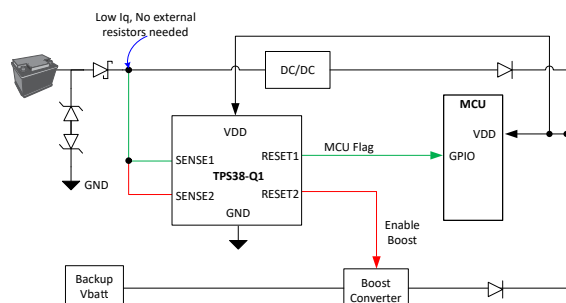 Low Iq, No external
resistors needed
DC/DC
MCU
VDD
VDD
MCU Flag
GPIO
SENSE1
RESET1
TPS38-Q1
SENSE2
RESET2
GND
GND
Enable
Boost
Backup
Vbatt
Boost
Converter